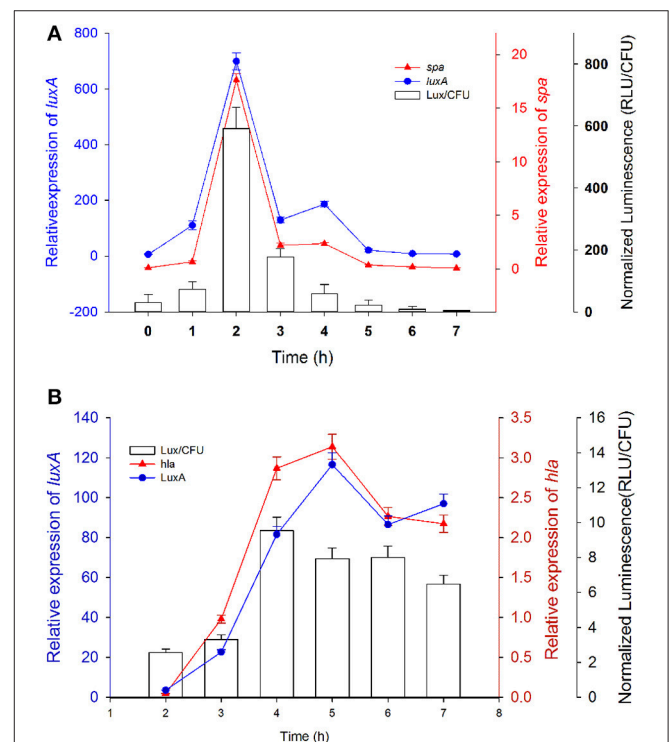 A
800
600
400
200
0
-200
Relativeexpression of luxA
spa
luxA
Lux/CFU
20
15
10
5
0
Relative expression of spa
800
600
400
200
0
Normalized Luminescence (RLU/CFU)
0 1 2 3 4 5 6 7
Time (h)
B
140
120
100
80
60
40
20
0
Relative expression of luxA
Lux/CFU
hla
LuxA
3.5
3.0
2.5
2.0
1.5
1.0
0.5
0.0
Relative expression of hla
16
14
12
10
8
6
4
2
0
Normalized Luminescence(RLU/CFU)
1 2 3 4 5 6 7 8
Time (h)